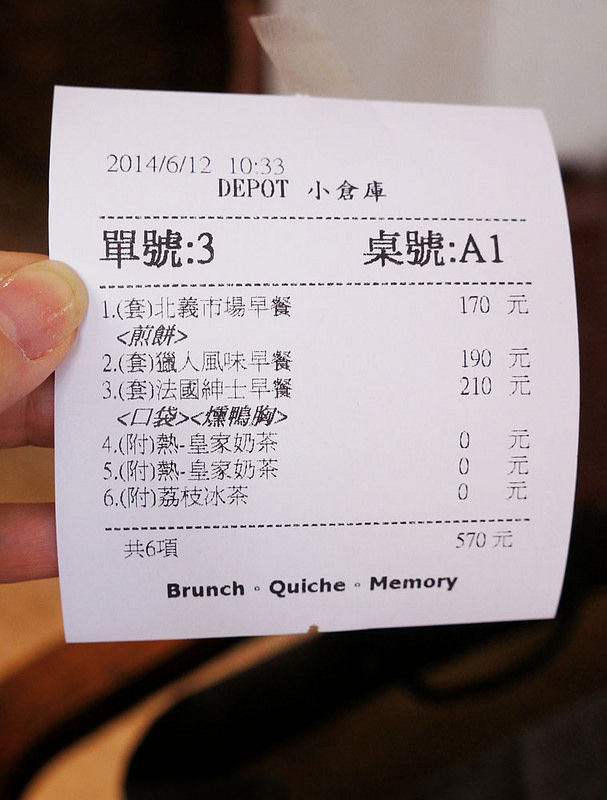 2014/6/12 10:33
DEPOT 小倉庫
單號:3 桌號:A1
1.(套)北義市場早餐 170 元
<煎餅>
2.(套)獵人風味早餐 190 元
3.(套)法國紳士早餐 210 元
<口袋><燻鴨胸>
4.(附)熱-皇家奶茶 0 元
5.(附)熱-皇家奶茶 0 元
6.(附)荔枝冰茶 0 元
共6項 570 元
Brunch。Quiche。Memory